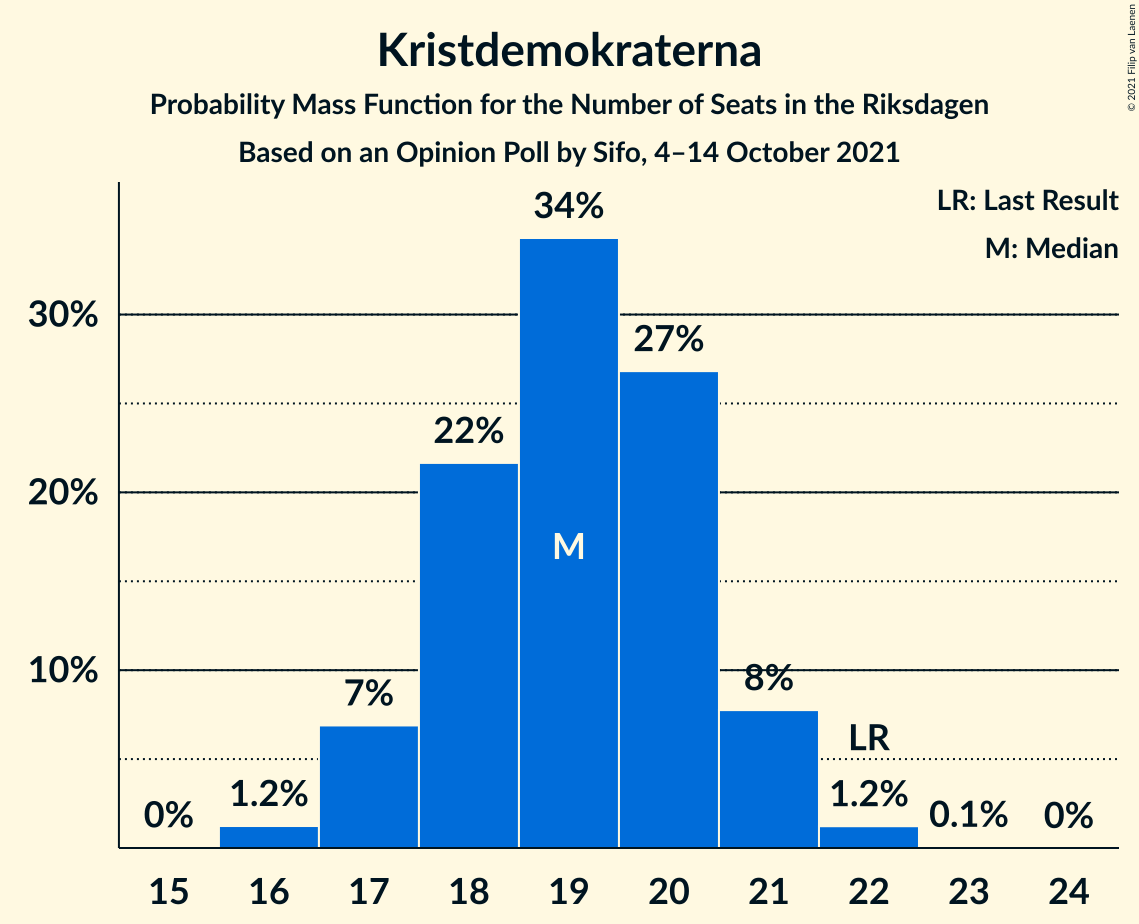 Kristdemokraterna
Probability Mass Function for the Number of Seats in the Riksdagen
Based on an Opinion Poll by Sifo, 4–14 October 2021
© 2021 Filip van Laenen
LR: Last Result
M: Median
30%
20%
10%
0%
1.2%
7%
22%
34%
M
27%
8%
LR
1.2%
0.1%
0%
15 16 17 18 19 20 21 22 23 24